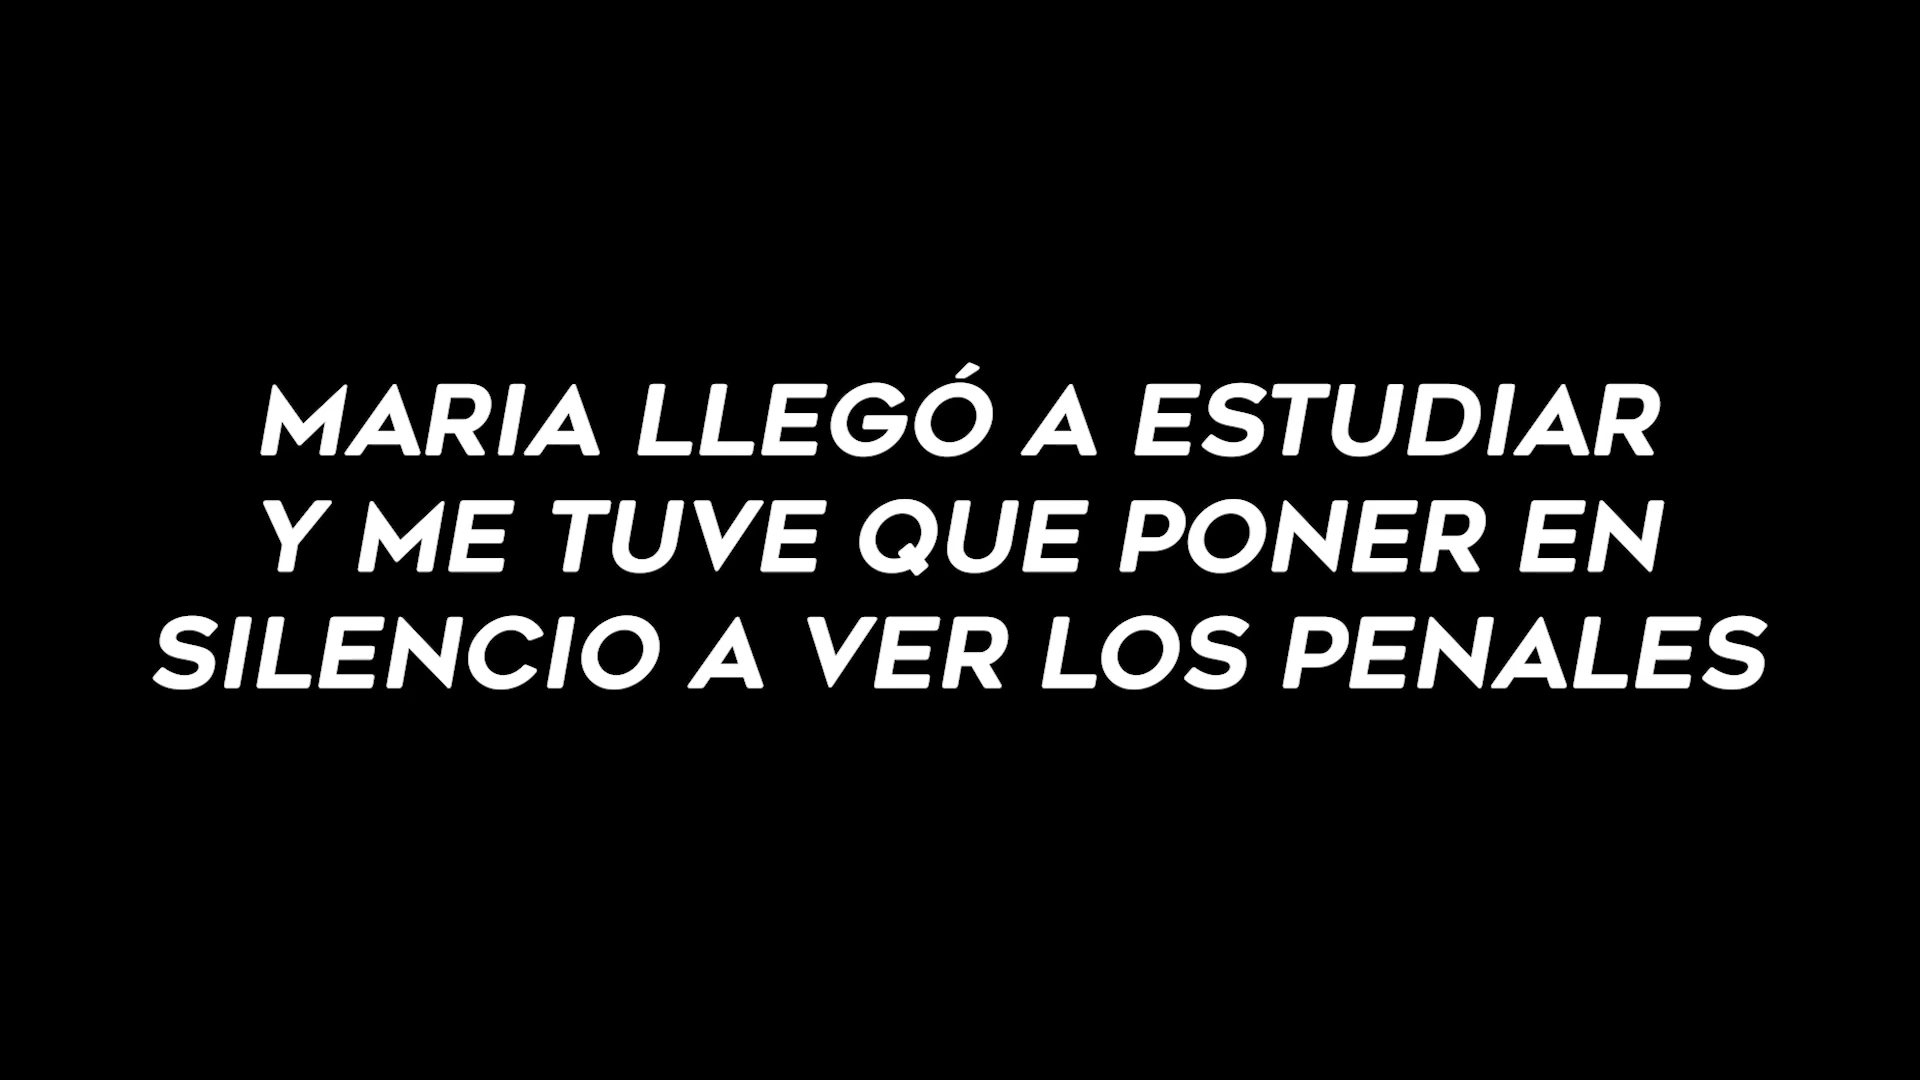 MARIA LLEGÓ A ESTUDIAR
Y ME TUVE QUE PONER EN
SILENCIO A VER LOS PENALES